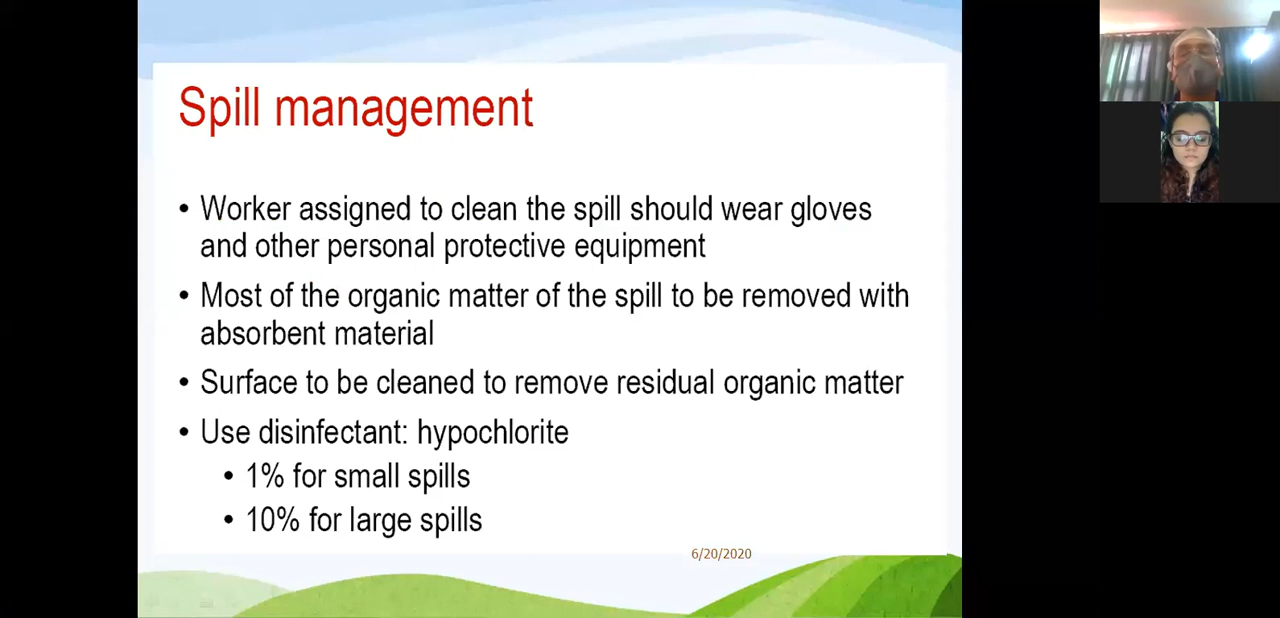 Spill management
• Worker assigned to clean the spill should wear gloves
and other personal protective equipment
• Most of the organic matter of the spill to be removed with
absorbent material
• Surface to be cleaned to remove residual organic matter
• Use disinfectant: hypochlorite
• 1% for small spills
• 10% for large spills
6/20/2020